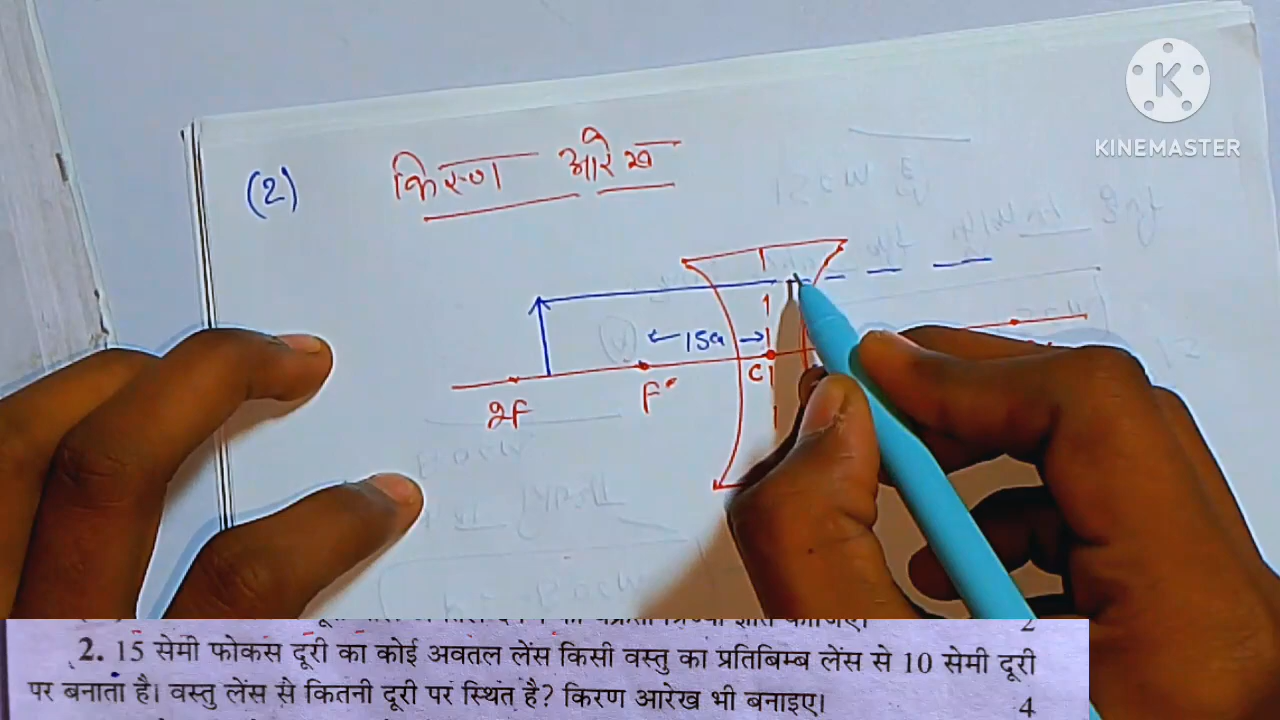 KINEMASTER
(2) किरण आरेख
15cm
2F F C
2. 15 सेमी फोकस दूरी का कोई अवतल लेंस किसी वस्तु का प्रतिबिम्ब लेंस से 10 सेमी दूरी
पर बनाता है। वस्तु लेंस से कितनी दूरी पर स्थित है? किरण आरेख भी बनाइए। 4